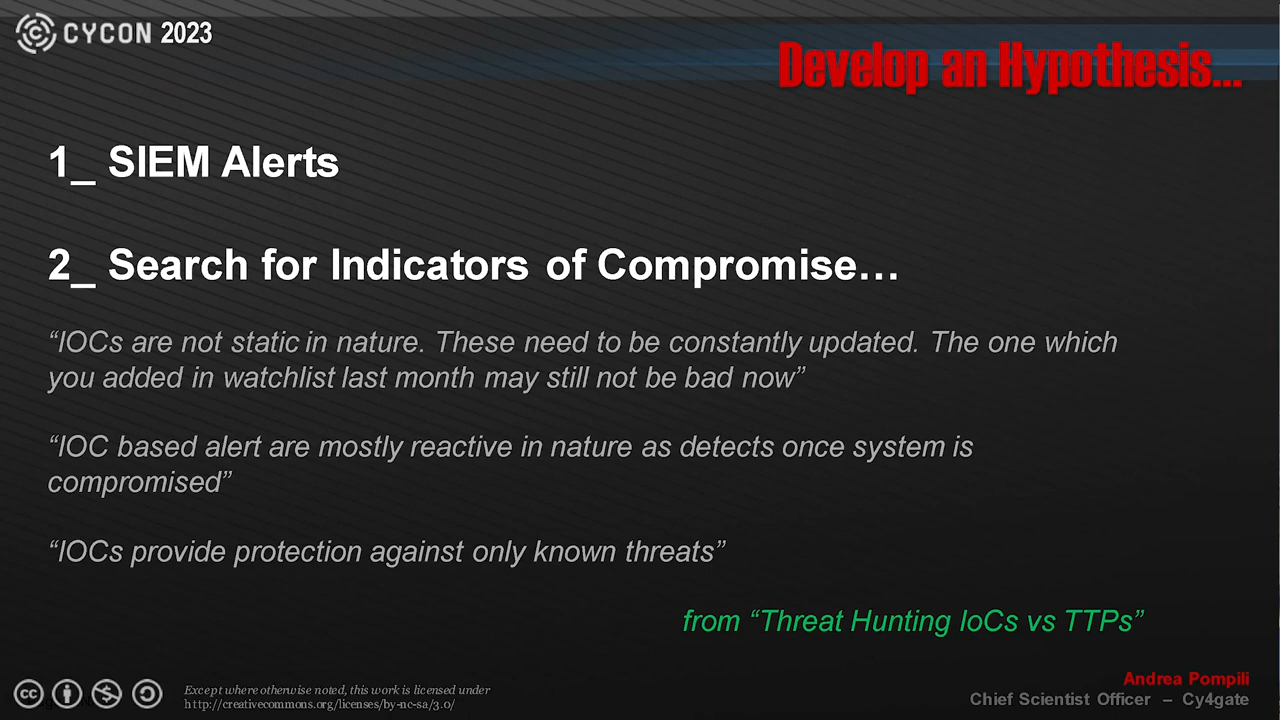 CYCON 2023
Develop an Hypothesis...
1_ SIEM Alerts
2_ Search for Indicators of Compromise…
“IOCs are not static in nature. These need to be constantly updated. The one which
you added in watchlist last month may still not be bad now”
“IOC based alert are mostly reactive in nature as detects once system is
compromised”
“IOCs provide protection against only known threats”
from “Threat Hunting IoCs vs TTPs”
Andrea Pompili
Chief Scientist Officer – Cy4gate
cc
Except where otherwise noted, this work is licensed under
http://creativecommons.org/licenses/by-nc-sa/3.0/